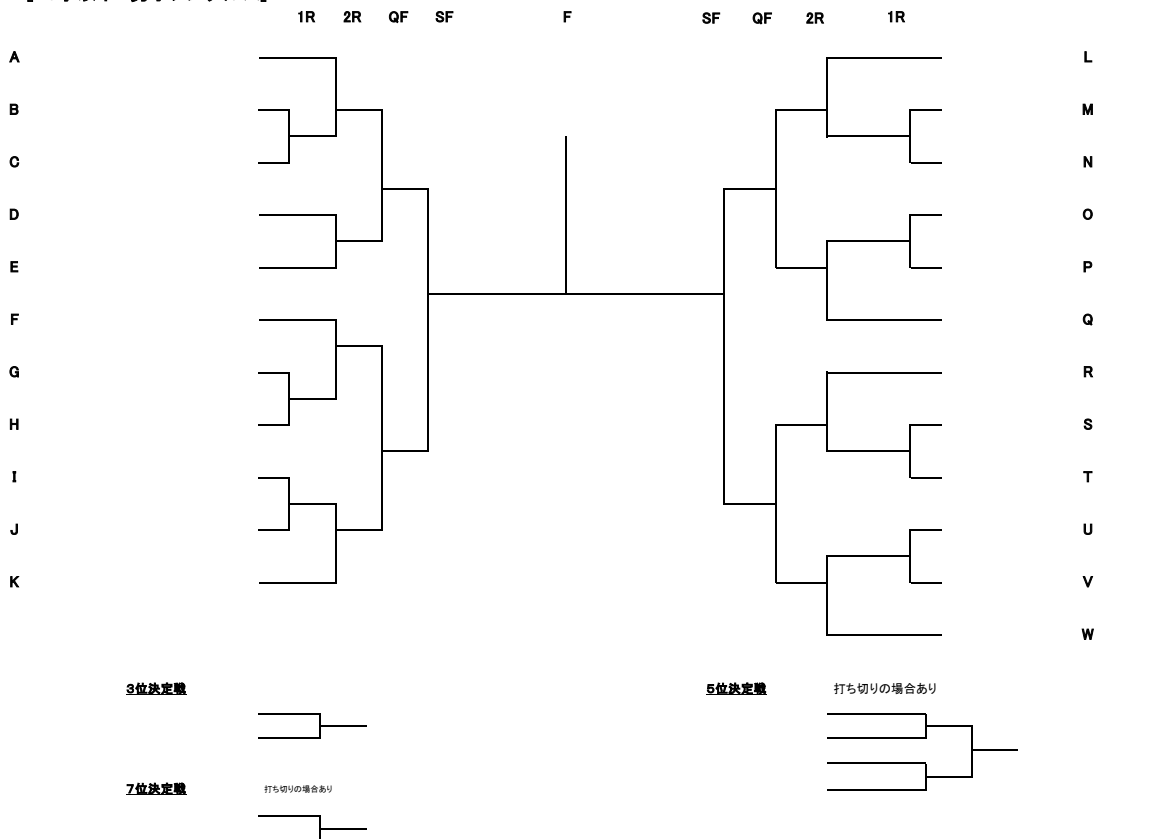 1R 2R QF SF F SF QF 2R 1R
A L
B M
C N
D O
E P
F Q
G R
H S
I T
J U
K V
W
3位決定戦 5位決定戦 打ち切りの場合あり
7位決定戦 打ち切りの場合あり